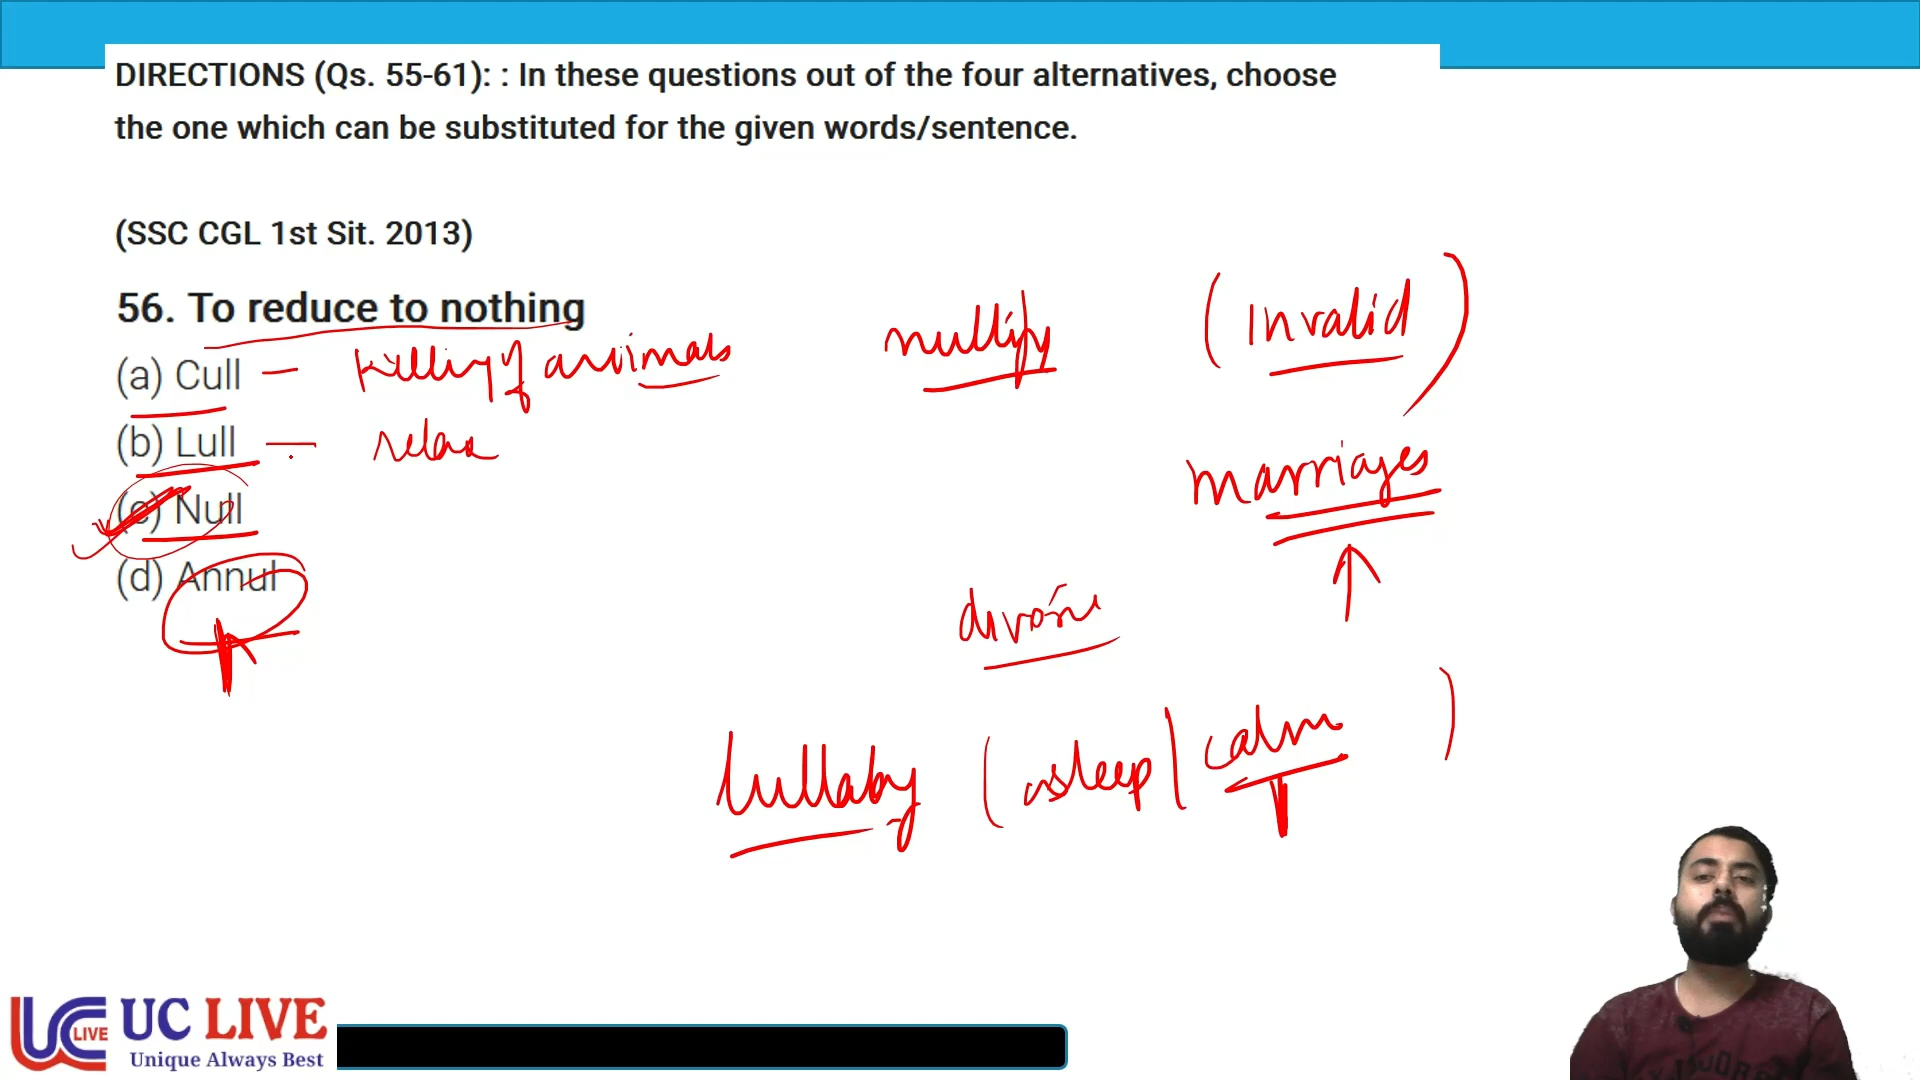 DIRECTIONS (Qs. 55-61): : In these questions out of the four alternatives, choose
the one which can be substituted for the given words/sentence.
(SSC CGL 1st Sit. 2013)
56. To reduce to nothing
(a) Cull – killing of animals
(b) Lull — relax
(c) Null
(d) Annul
nullify (Invalid)
marriages
divorce
lullaby (asleep | calm )
LIVE
UC LIVE
Unique Always Best